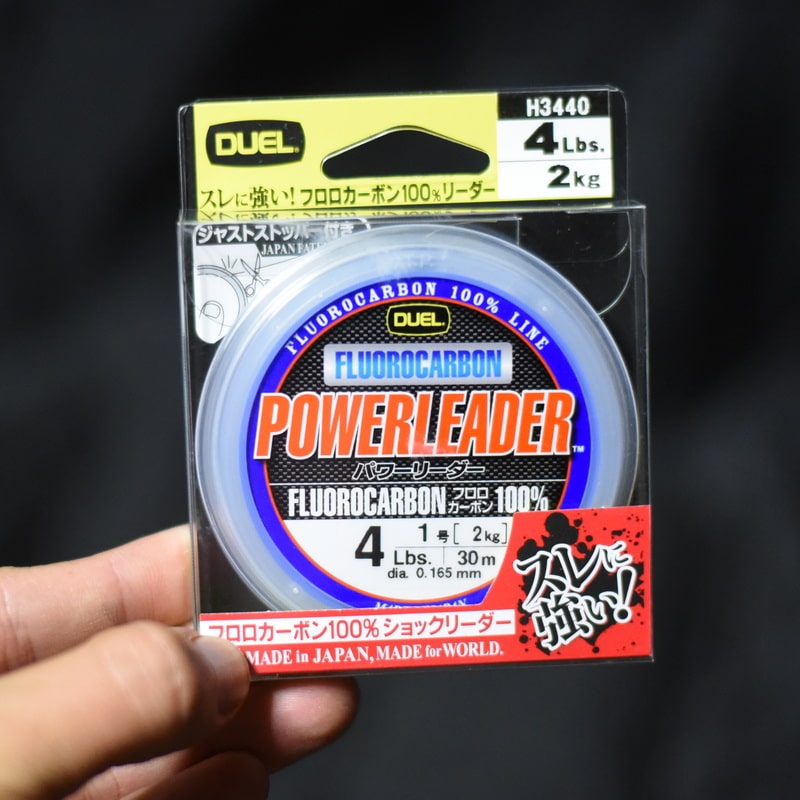 DUEL®
H3440
4 Lbs.
2kg
スレに強い!フロロカーボン100%リーダー
ジャストストッパー付き
FLUOROCARBON 100% LINE
DUEL®
FLUOROCARBON
POWERLEADER™
パワーリーダー
FLUOROCARBON フロロカーボン 100%
4 Lbs.
1号[2kg]
30m
dia. 0.165 mm
スレに
強い!
フロロカーボン100%ショックリーダー
MADE in JAPAN, MADE for WORLD.